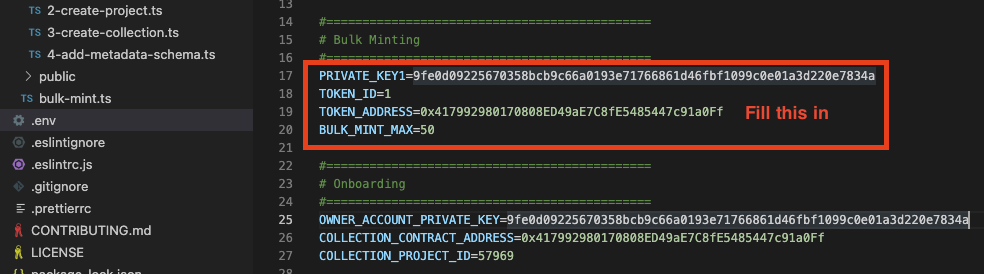 2-create-project.ts
3-create-collection.ts
4-add-metadata-schema.ts
public
TS bulk-mint.ts
.env
.eslintignore
.eslintrc.js
.gitignore
.prettierrc
CONTRIBUTING.md
LICENSE
package-lock.json
13
14 #===========================================
15 # Bulk Minting
16 #===========================================
17 PRIVATE_KEY1=9fe0d09225670358bcb9c66a0193e71766861d46fbf1099c0e01a3d220e7834a
18 TOKEN_ID=1
19 TOKEN_ADDRESS=0x417992980170808ED49aE7C8fE5485447c91a0Ff
Fill this in
20 BULK_MINT_MAX=50
21
22 #===========================================
23 # Onboarding
24 #===========================================
25 OWNER_ACCOUNT_PRIVATE_KEY=9fe0d09225670358bcb9c66a0193e71766861d46fbf1099c0e01a3d220e7834a
26 COLLECTION_CONTRACT_ADDRESS=0x417992980170808ED49aE7C8fE5485447c91a0Ff
27 COLLECTION_PROJECT_ID=57969
28